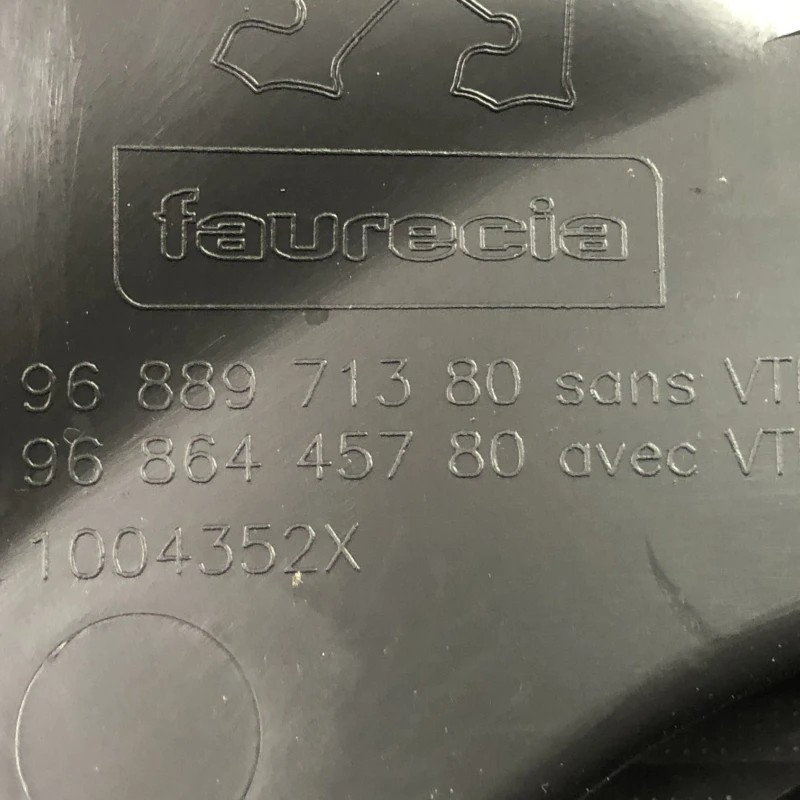 faurecia
96 889 713 80 sans
96 864 457 80 avec
1004352X